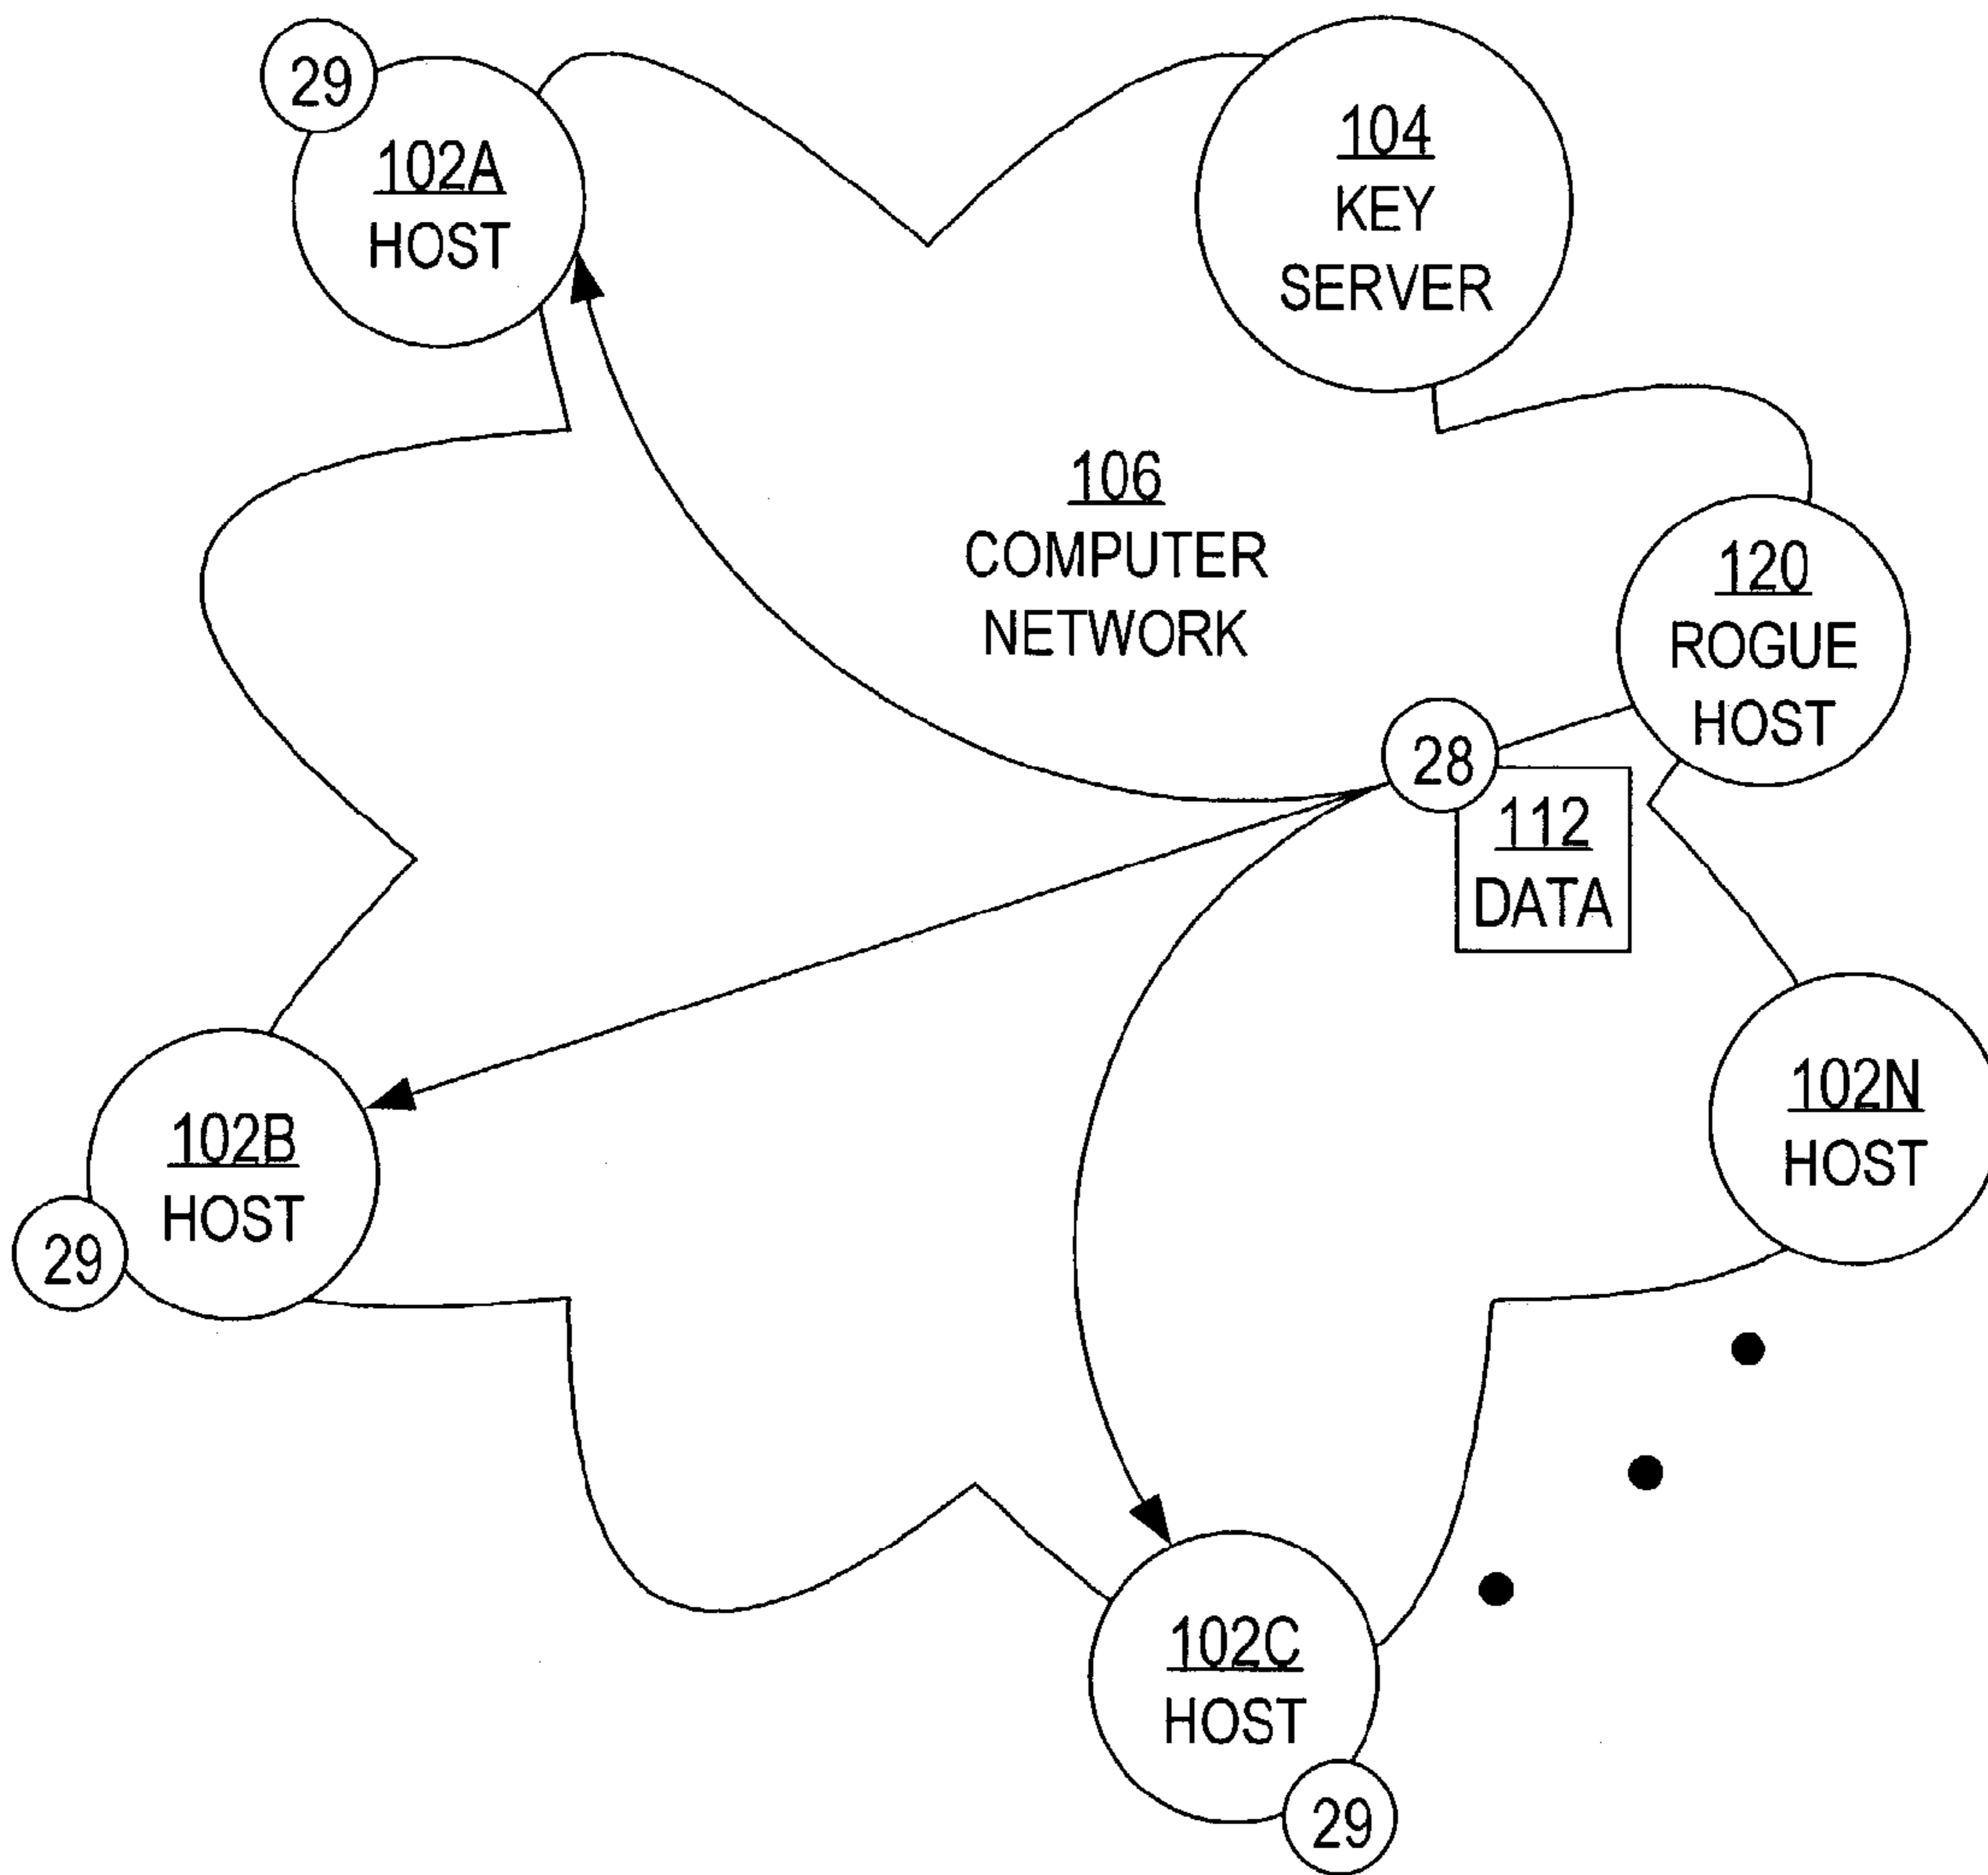 29
102A
HOST
104
KEY
SERVER
106
COMPUTER
NETWORK
120
ROGUE
HOST
28
112
DATA
102B
HOST
29
102N
HOST
102C
HOST
29